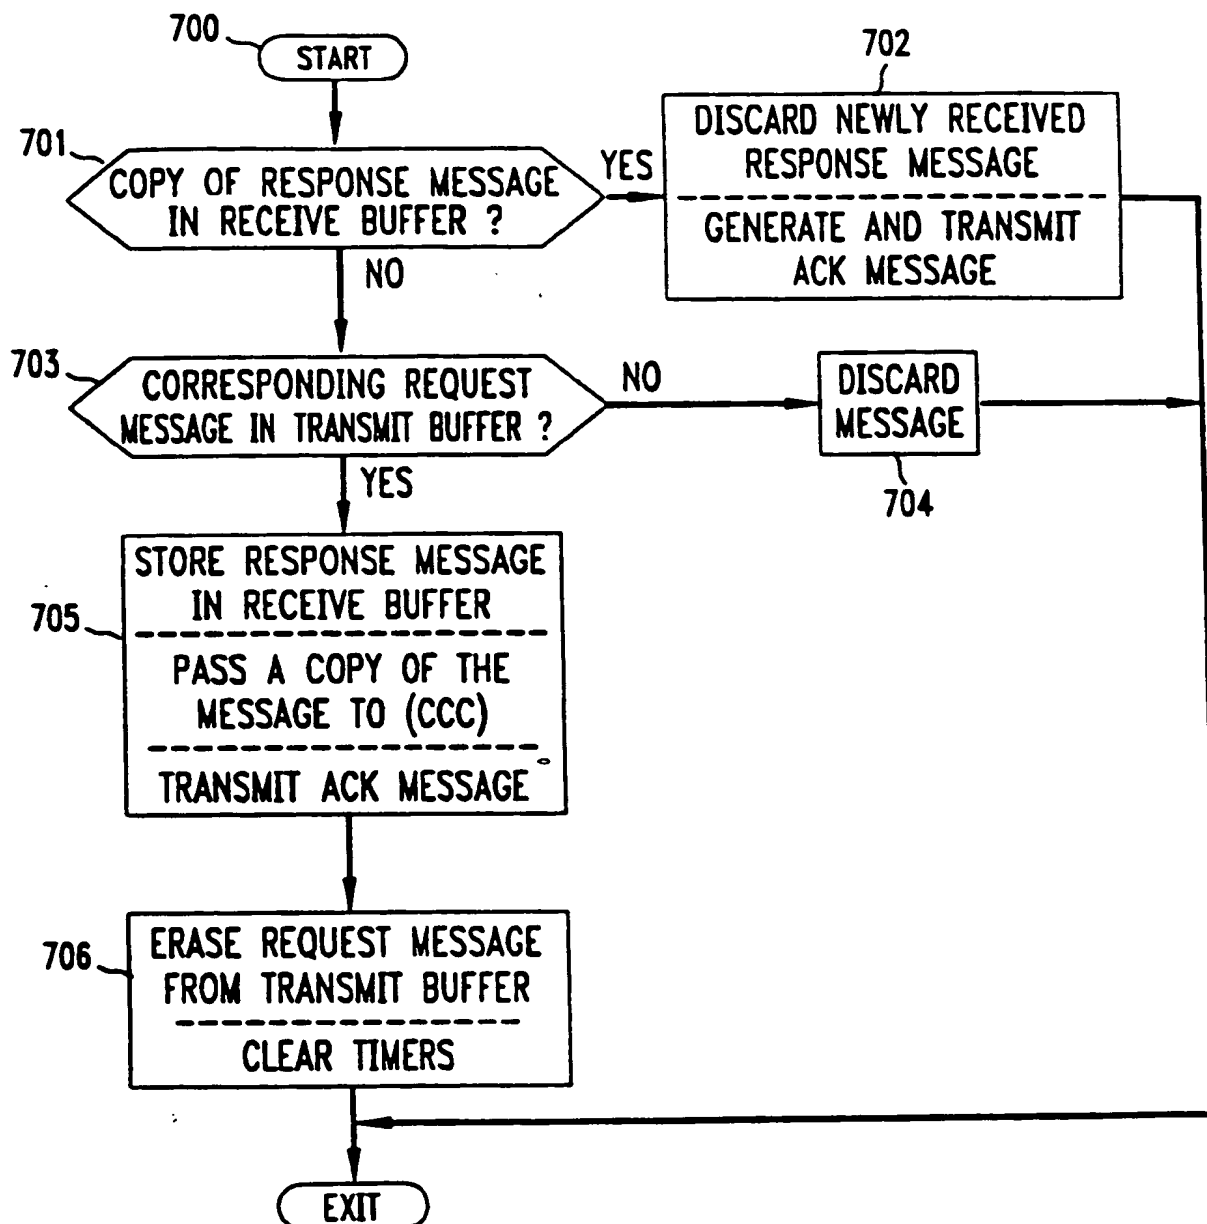 700
START
702
701
COPY OF RESPONSE MESSAGE
IN RECEIVE BUFFER ?
YES
DISCARD NEWLY RECEIVED
RESPONSE MESSAGE
GENERATE AND TRANSMIT
ACK MESSAGE
NO
703
CORRESPONDING REQUEST
MESSAGE IN TRANSMIT BUFFER ?
NO
DISCARD
MESSAGE
704
YES
705
STORE RESPONSE MESSAGE
IN RECEIVE BUFFER
PASS A COPY OF THE
MESSAGE TO (CCC)
TRANSMIT ACK MESSAGE
706
ERASE REQUEST MESSAGE
FROM TRANSMIT BUFFER
CLEAR TIMERS
EXIT